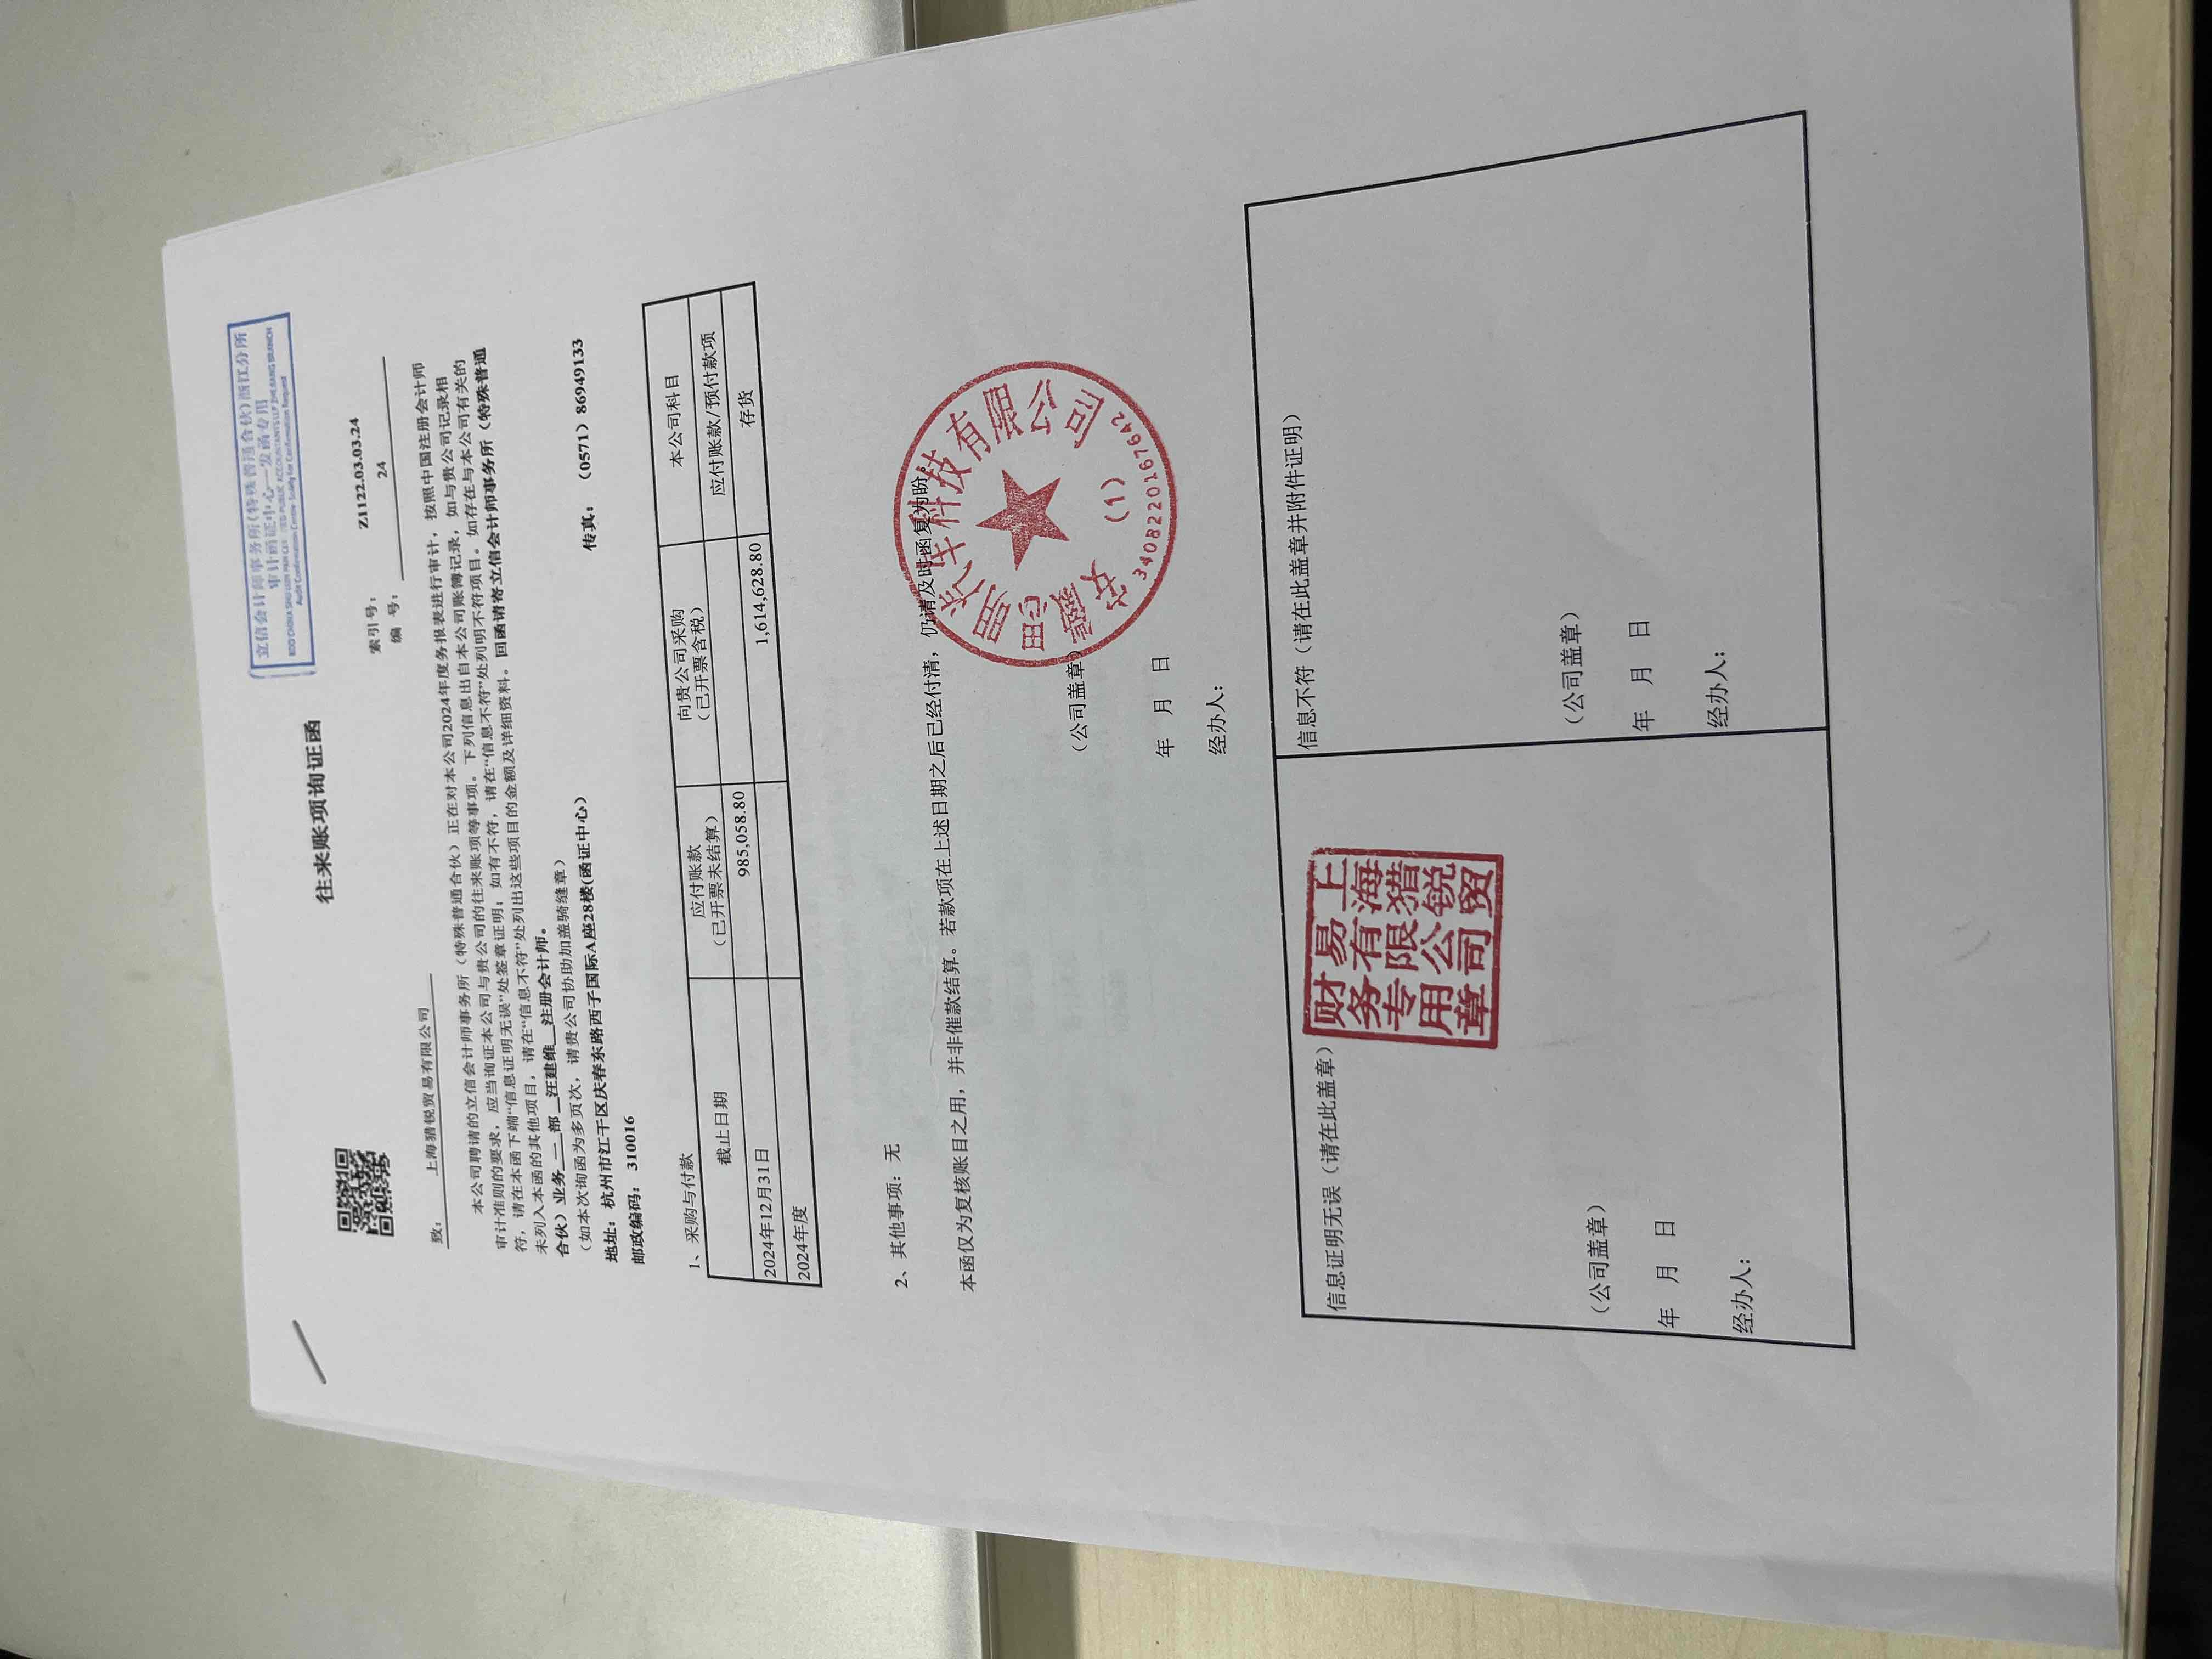 立信会计师事务所(特殊普通合伙)浙江分所
审计函证中心—发函专用
BDO CHINA SHU LUN PAN CERTIFIED PUBLIC ACCOUNTANTS LLP ZHEJIANG BRANCH
Audit Confirmation Centre-Solely for Confirmation Request
往来账项询证函
索引号： Z1122.03.03.24
编 号： 24
致： 上海猎锐贸易有限公司
本公司聘请的立信会计师事务所（特殊普通合伙）正在对本公司2024年度务报表进行审计，按照中国注册会计师
审计准则的要求，应当询证本公司与贵公司的往来账项等事项。下列信息出自本公司账簿记录，如与贵公司记录相
符，请在本函下端“信息证明无误”处签章证明；如有不符，请在“信息不符”处列明不符项目。如存在与本公司有关的
未列入本函的其他项目，请在“信息不符”处列出这些项目的金额及详细资料。回函请寄立信会计师事务所（特殊普通
合伙）业务 一 部 汪建维 注册会计师。
（如本次询函为多页次，请贵公司协助加盖骑缝章）
地址：杭州市江干区庆春东路西子国际A座28楼(函证中心） 传真：（0571）86949133
邮政编码：310016
1、采购与付款
截止日期 应付账款（已开票未结算） 向贵公司采购（已开票含税） 本公司科目
2024年12月31日 985,058.80 应付账款/预付款项
2024年度 1,614,628.80 存货
2、其他事项：无
本函仅为复核账目之用，并非催款结算。若款项在上述日期之后已经付清，仍请及时函复为盼。
安徽思明汽车科技有限公司
（公司盖章）
（1）
3408220167642
年 月 日
经办人：
信息证明无误（请在此盖章）
上海猎锐贸
易有限公司
财务专用章
（公司盖章）
年 月 日
经办人：
信息不符（请在此盖章并附件证明）
（公司盖章）
年 月 日
经办人：